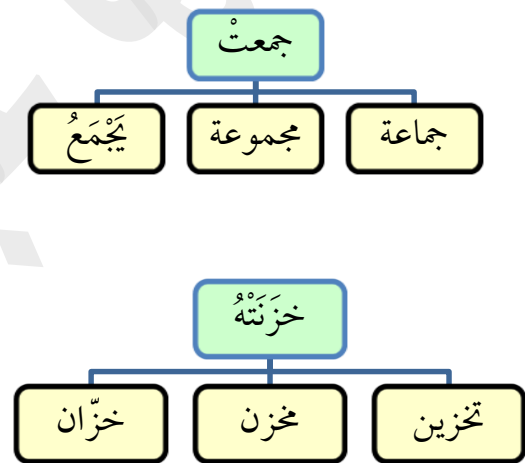 جمعتْ
جماعة مجموعة يَجْمَعُ
خزَنَتْهُ
تخزين مخزن خزّان